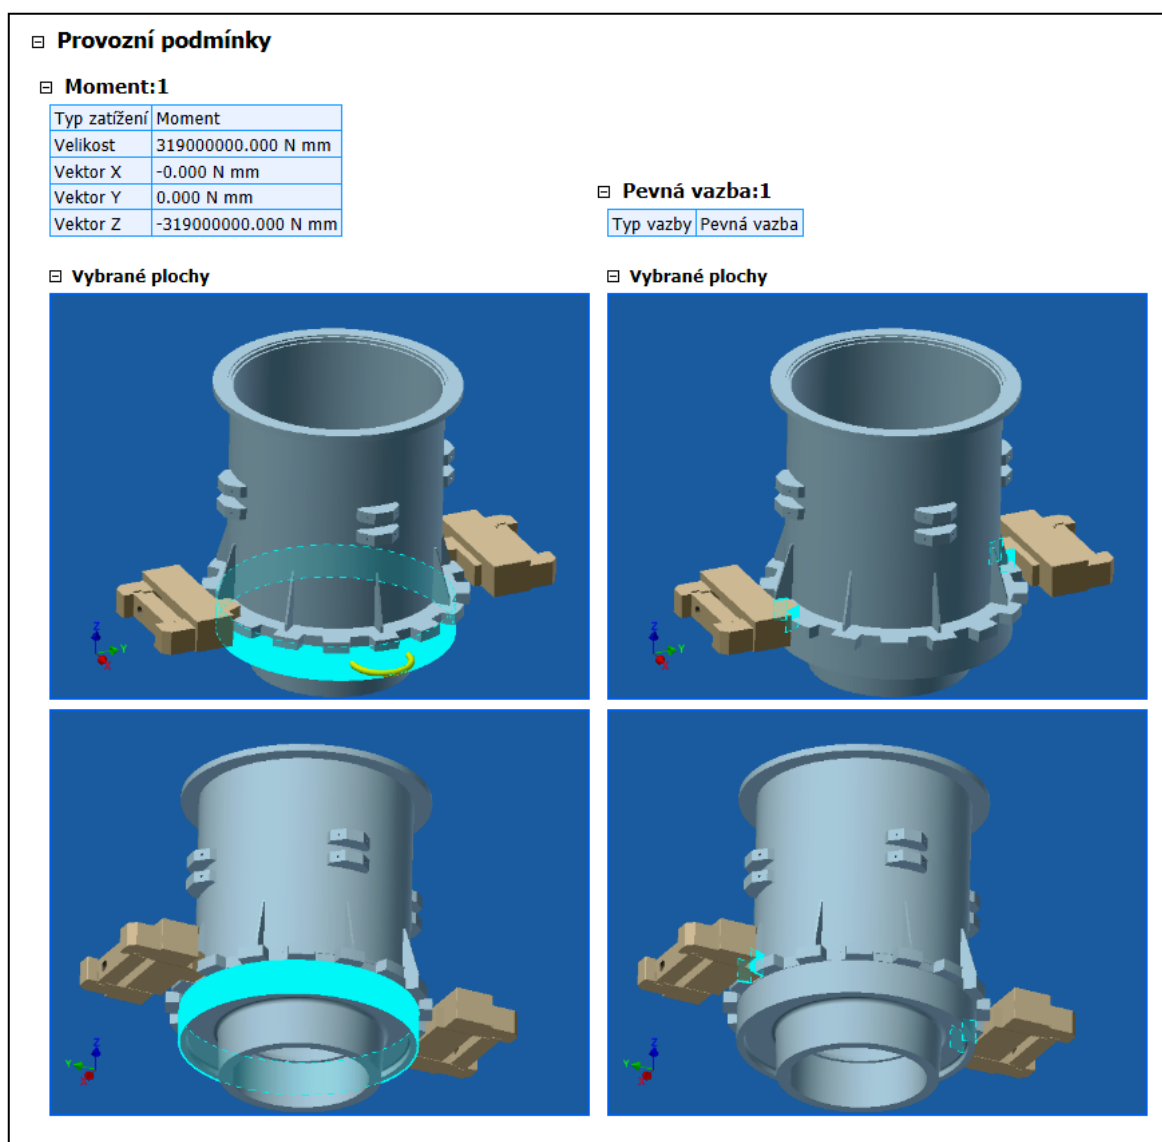 Provozní podmínky
Moment:1
Typ zatížení Moment
Velikost 319000000.000 N mm
Vektor X -0.000 N mm
Vektor Y 0.000 N mm
Vektor Z -319000000.000 N mm
Vybrané plochy
Pevná vazba:1
Typ vazby Pevná vazba
Vybrané plochy
Z
Y
X
Z
Y
X
Z
Y
X
Z
Y
X